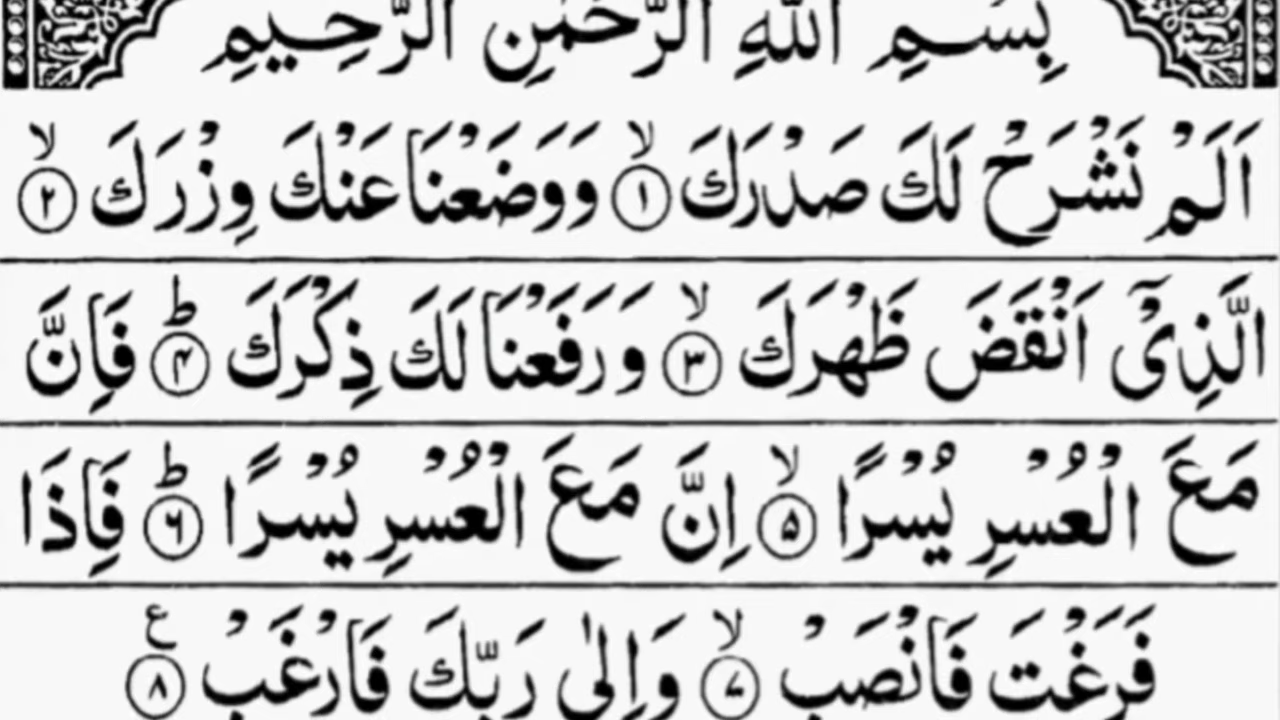 بِسْمِ اللّٰهِ الرَّحْمٰنِ الرَّحِيْمِ
اَلَمْ نَشْرَحْ لَكَ صَدْرَكَ ۙ﴿۱﴾ وَوَضَعْنَا عَنْكَ وِزْرَكَ ۙ﴿۲﴾
الَّذِیْۤ اَنْقَضَ ظَهْرَكَ ۙ﴿۳﴾ وَرَفَعْنَا لَكَ ذِكْرَكَ ؕ﴿۴﴾ فَاِنَّ
مَعَ الْعُسْرِ یُسْرًا ۙ﴿۵﴾ اِنَّ مَعَ الْعُسْرِ یُسْرًا ؕ﴿۶﴾ فَاِذَا
فَرَغْتَ فَانْصَبْ ۙ﴿۷﴾ وَاِلٰی رَبِّكَ فَارْغَبْ ﴿۸﴾ ع